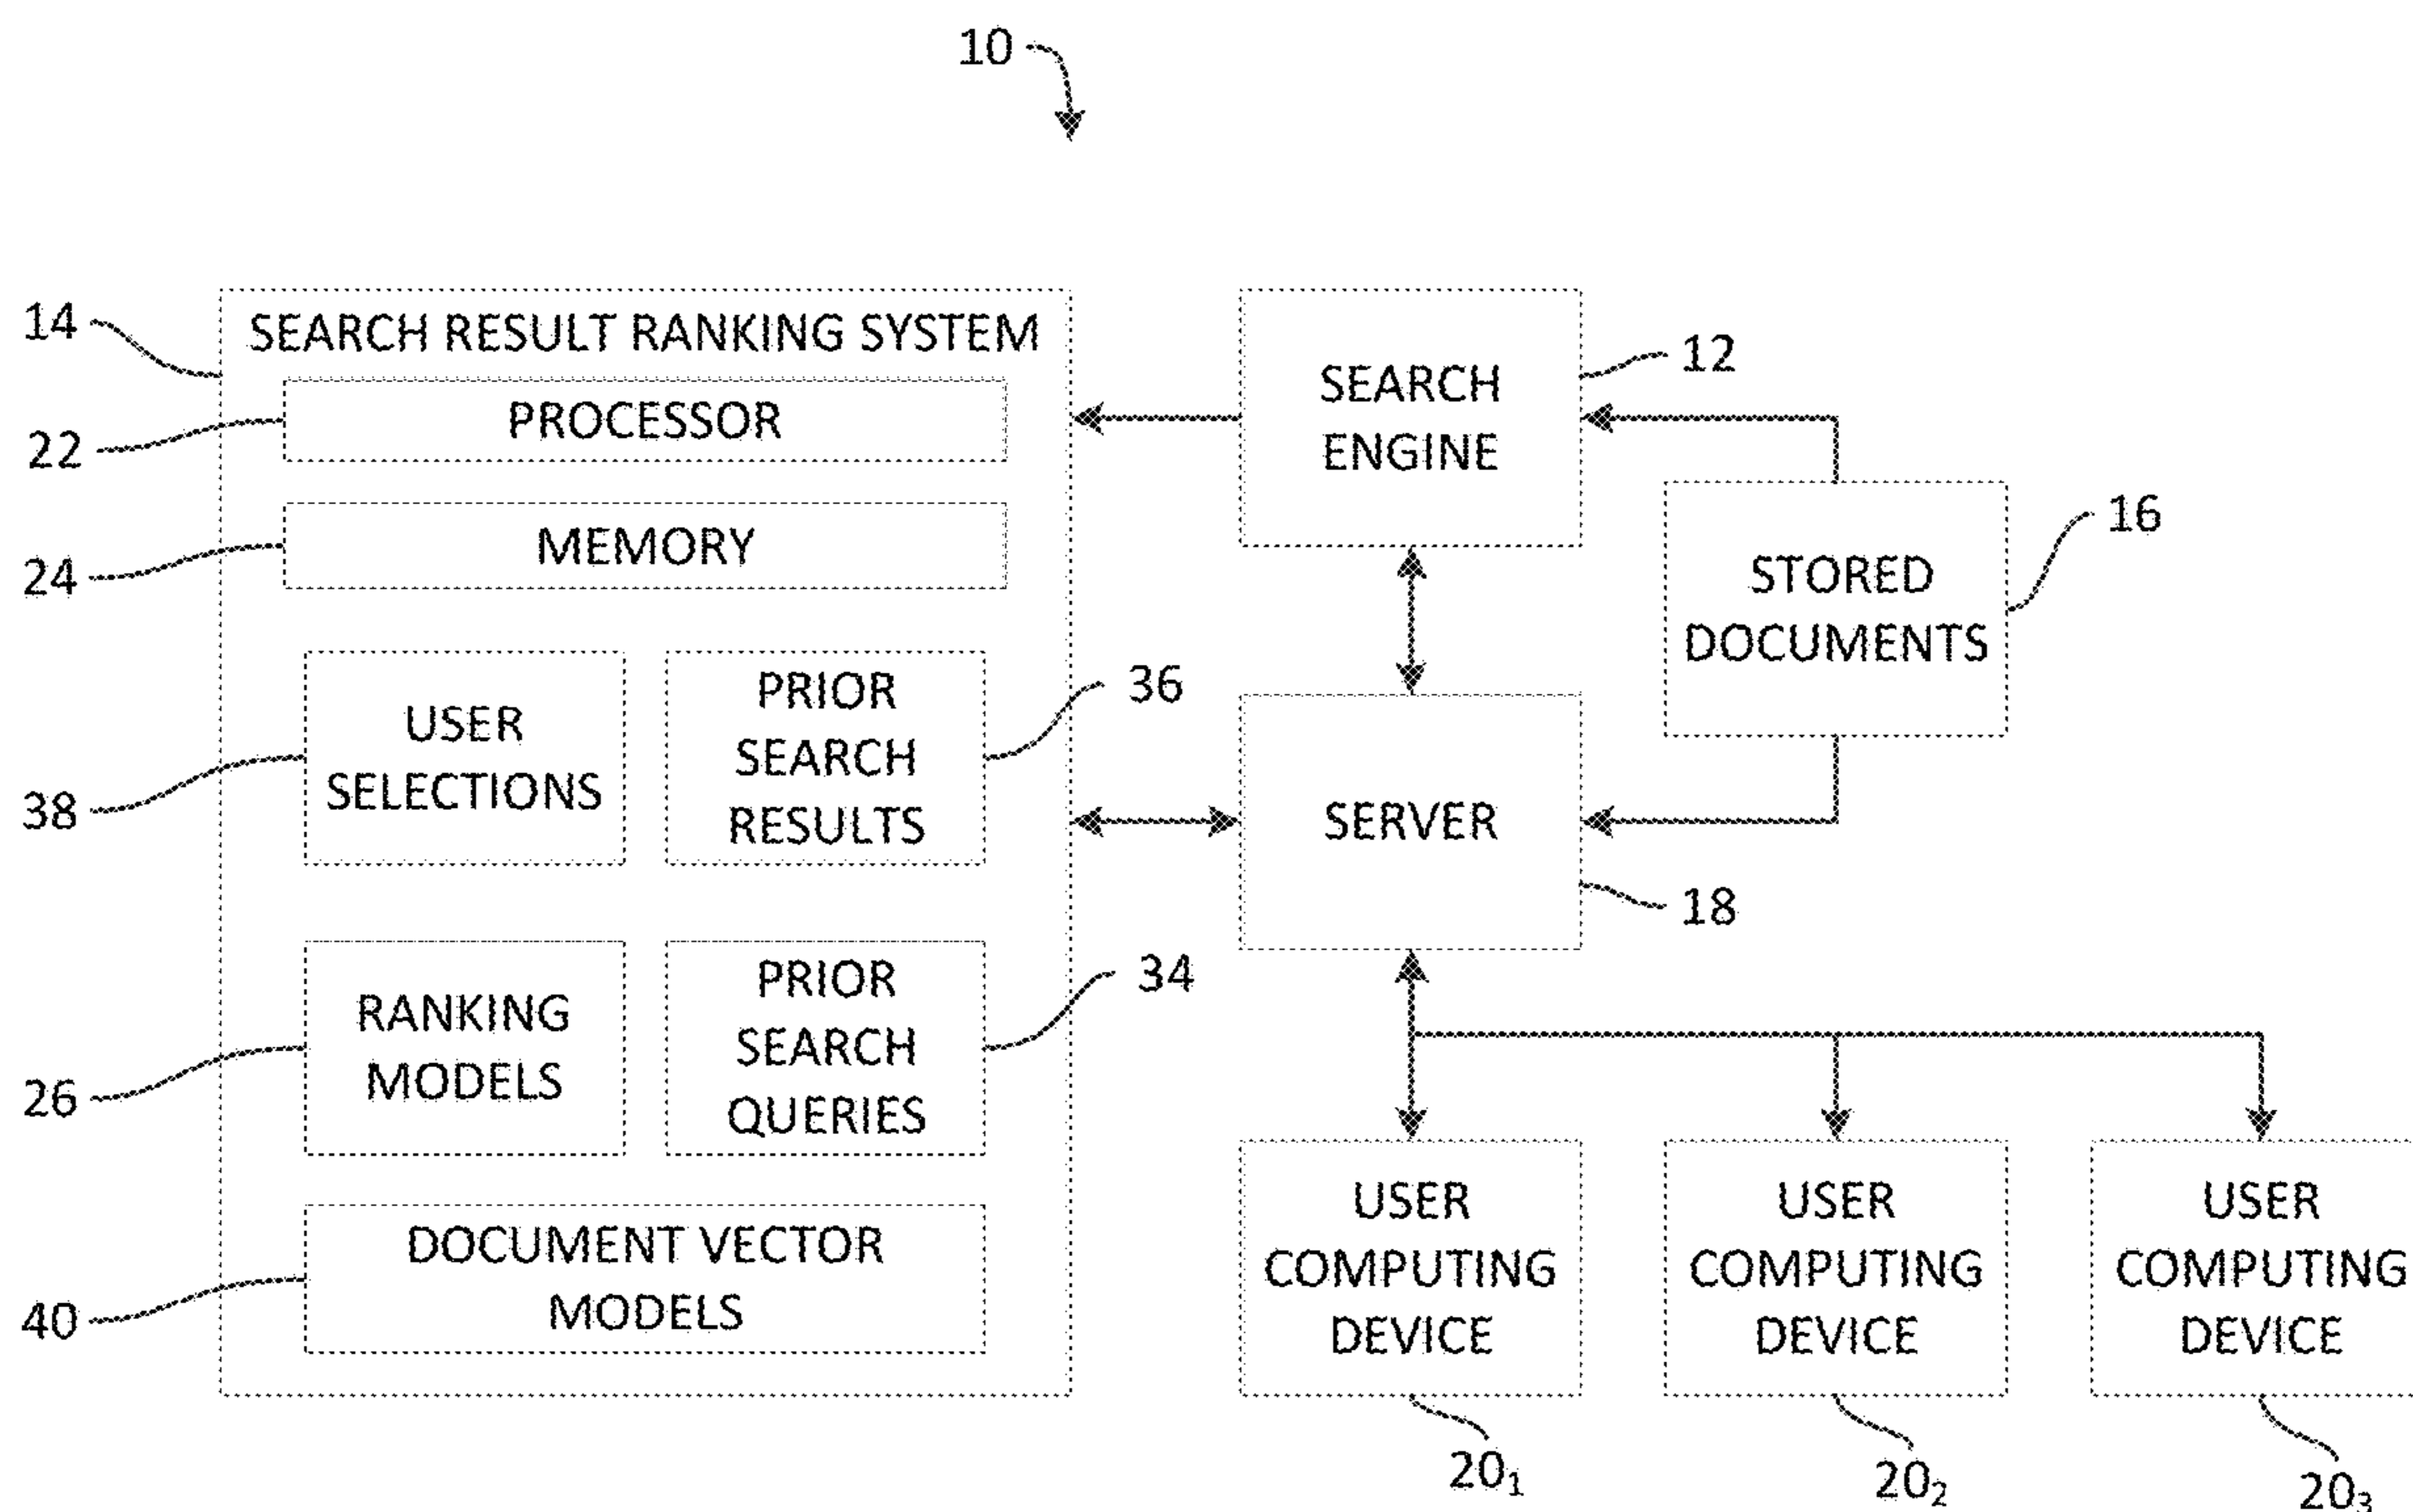 10
14
SEARCH RESULT RANKING SYSTEM
22
PROCESSOR
24
MEMORY
38
USER
SELECTIONS
PRIOR
SEARCH
RESULTS
36
26
RANKING
MODELS
PRIOR
SEARCH
QUERIES
34
40
DOCUMENT VECTOR
MODELS
SEARCH
ENGINE
12
STORED
DOCUMENTS
16
SERVER
18
USER
COMPUTING
DEVICE
20₁
USER
COMPUTING
DEVICE
20₂
USER
COMPUTING
DEVICE
20₃